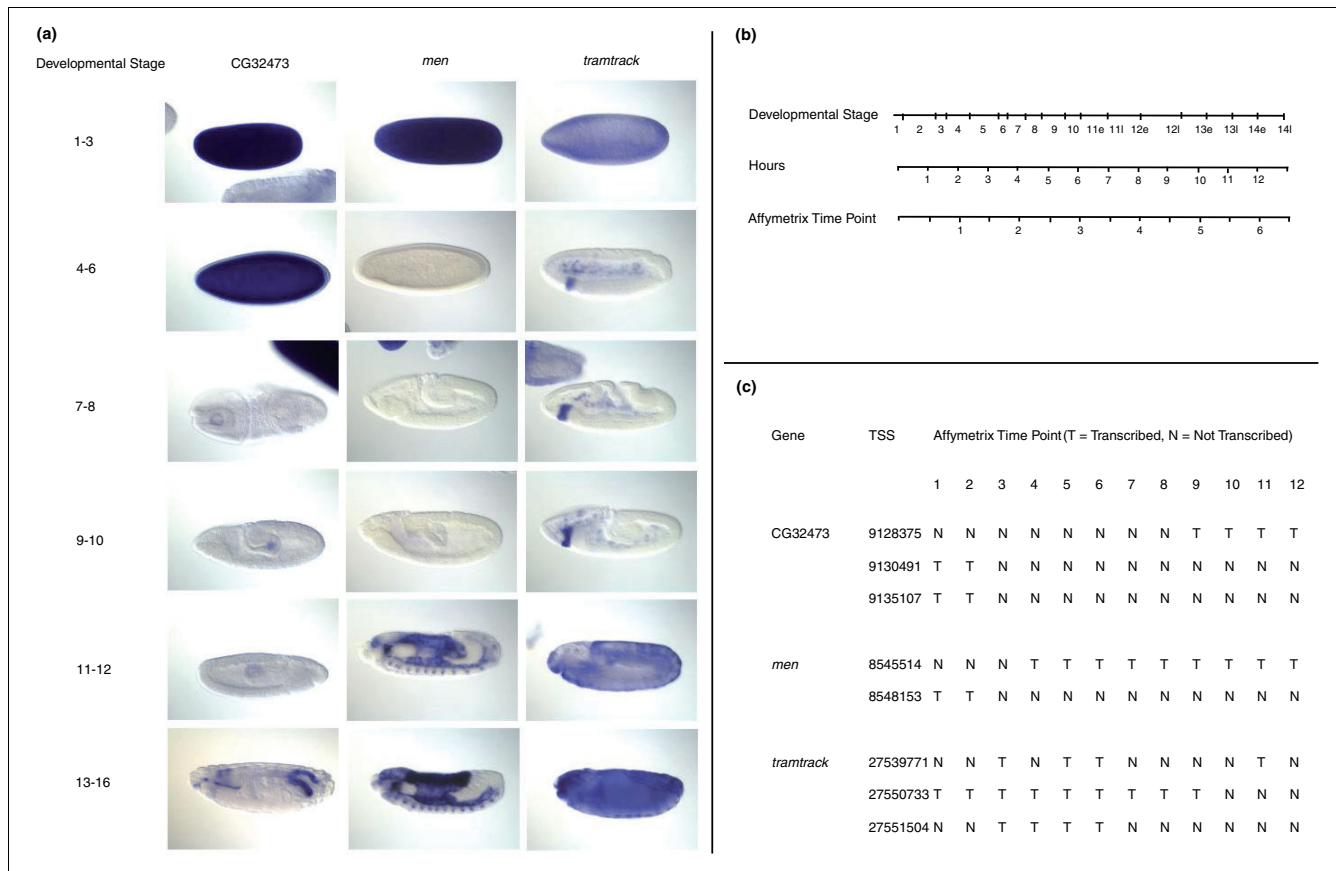 (a)
Developmental Stage CG32473 men tramtrack
1-3
4-6
7-8
9-10
11-12
13-16
(b)
Developmental Stage
1 2 3 4 5 6 7 8 9 10 11e 11l 12e 12l 13e 13l 14e 14l
Hours
1 2 3 4 5 6 7 8 9 10 11 12
Affymetrix Time Point
1 2 3 4 5 6
(c)
Gene TSS Affymetrix Time Point (T = Transcribed, N = Not Transcribed)
1 2 3 4 5 6 7 8 9 10 11 12
CG32473 9128375 N N N N N N N N T T T T
9130491 T T N N N N N N N N N N
9135107 T T N N N N N N N N N N
men 8545514 N N N T T T T T T T T T
8548153 T T N N N N N N N N N N
tramtrack 27539771 N N T N T T N N N N T N
27550733 T T T T T T T T T N N N
27551504 N N T T T T N N N N N N